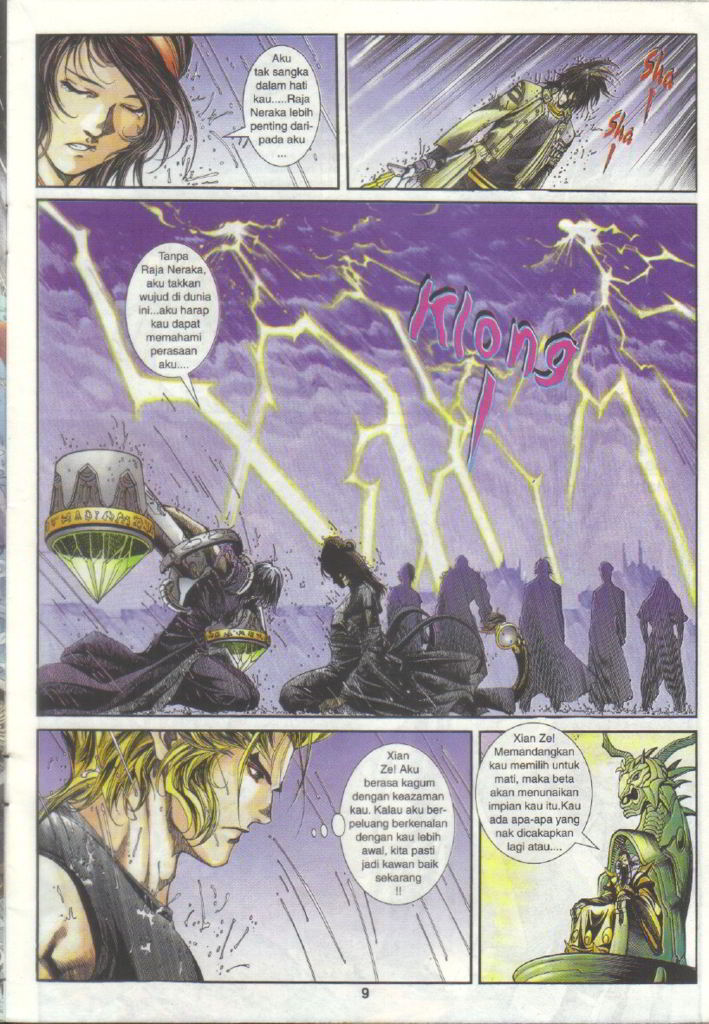 Aku
tak sangka
dalam hati
kau.....Raja
Neraka lebih
penting dari-
pada aku
...
Sha
!
Sha
!
Tanpa
Raja Neraka,
aku takkan
wujud di dunia
ini...aku harap
kau dapat
memahami
perasaan
aku....
Klong
!
Xian
Ze! Aku
berasa kagum
dengan keazaman
kau. Kalau aku ber-
peluang berkenalan
dengan kau lebih
awal, kita pasti
jadi kawan baik
sekarang
!!
Xian Ze!
Memandangkan
kau memilih untuk
mati, maka beta
akan menunaikan
impian kau itu.Kau
ada apa-apa yang
nak dicakapkan
lagi atau....
9